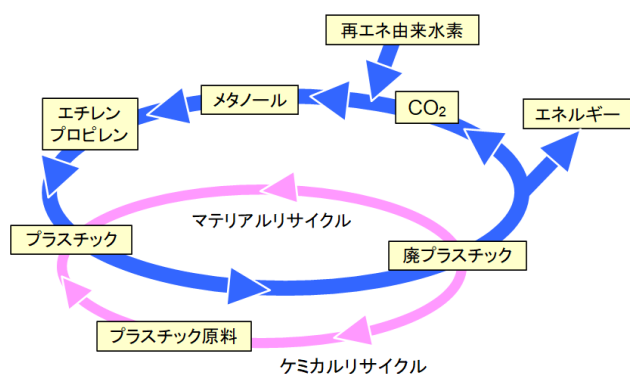 再エネ由来水素
メタノール
CO₂
エネルギー
エチレン
プロピレン
マテリアルリサイクル
プラスチック
廃プラスチック
プラスチック原料
ケミカルリサイクル